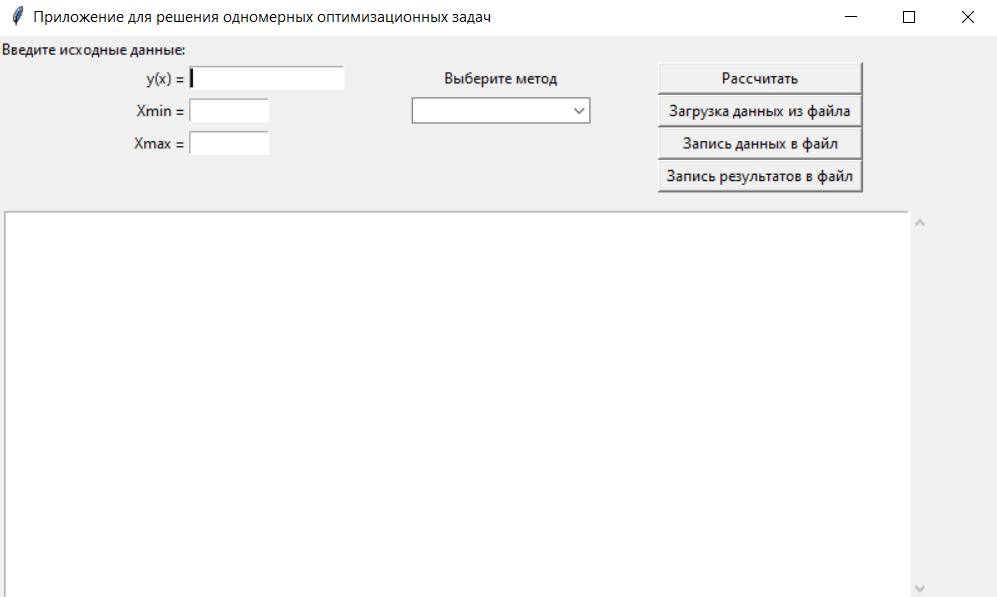 Приложение для решения одномерных оптимизационных задач
Введите исходные данные:
y(x) =
Xmin =
Xmax =
Выберите метод
Рассчитать
Загрузка данных из файла
Запись данных в файл
Запись результатов в файл